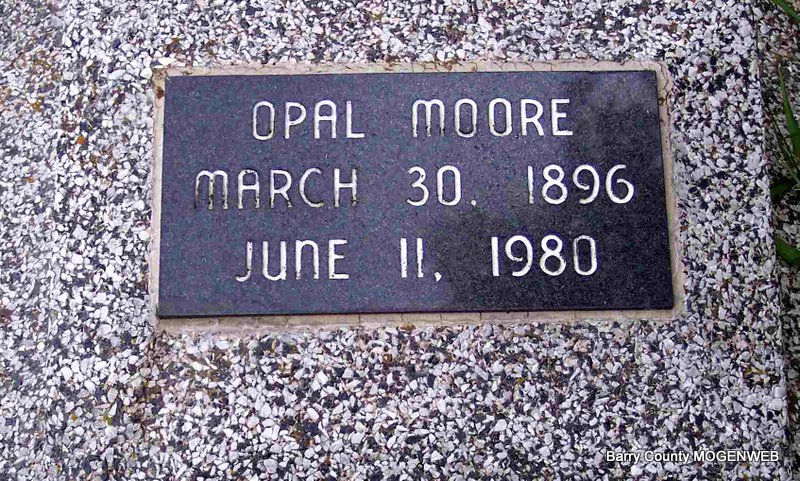 OPAL MOORE
MARCH 30, 1896
JUNE 11, 1980
Barry County MOGENWEB